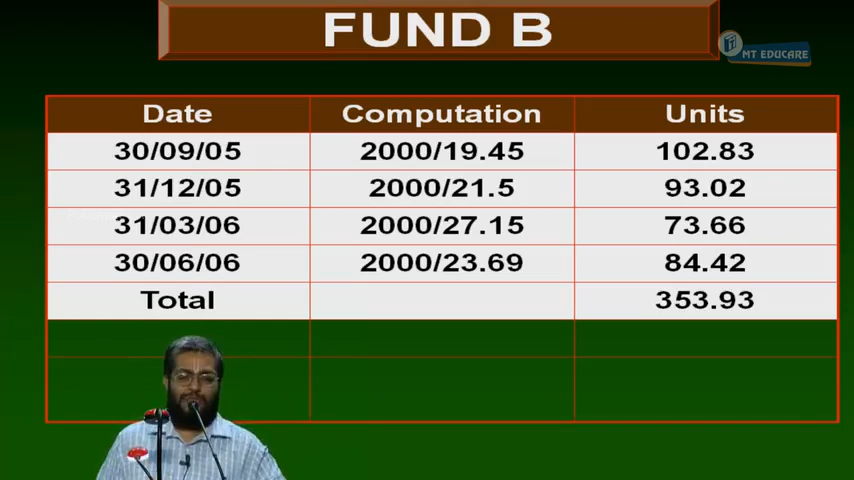 FUND B
MT EDUCARE
Date Computation Units
30/09/05 2000/19.45 102.83
31/12/05 2000/21.5 93.02
31/03/06 2000/27.15 73.66
30/06/06 2000/23.69 84.42
Total 353.93